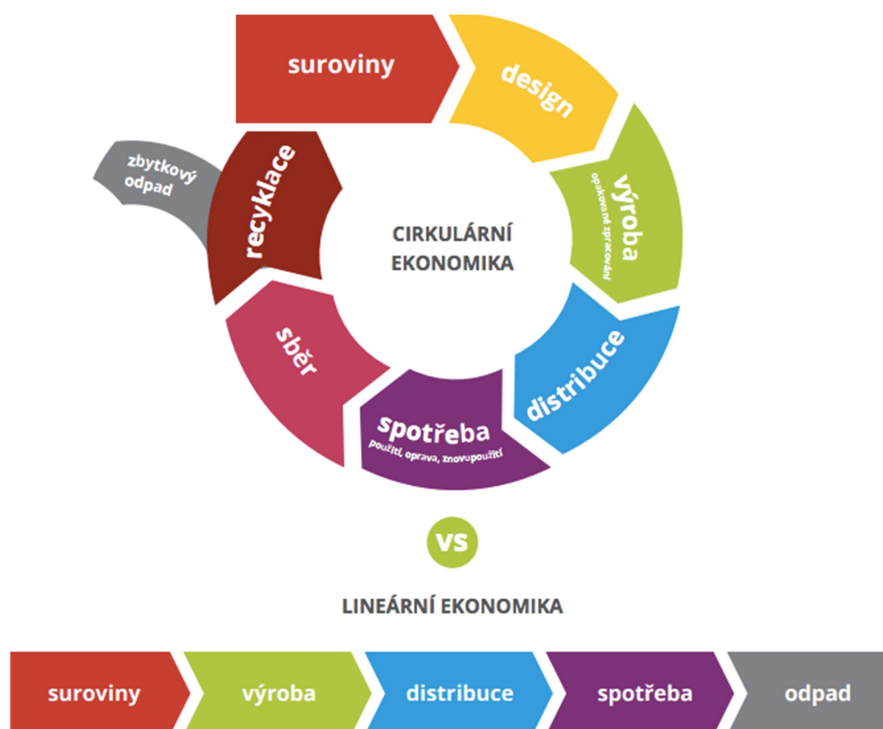 suroviny
design
výroba
opakované zpracování
distribuce
spotřeba
použití, oprava, znovupoužití
sběr
recyklace
zbytkový
odpad
CIRKULÁRNÍ
EKONOMIKA
VS
LINEÁRNÍ EKONOMIKA
suroviny
výroba
distribuce
spotřeba
odpad